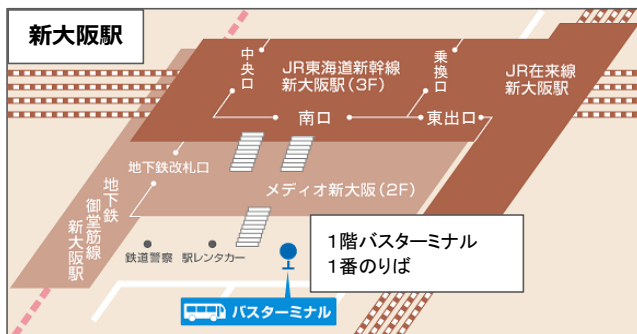 新大阪駅
中央口
JR東海道新幹線
新大阪駅（3F）
乗換口
JR在来線
新大阪駅
南口
東出口
地下鉄改札口
メディオ新大阪（2F）
地下鉄
御堂筋線
新大阪駅
鉄道警察
駅レンタカー
1階バスターミナル
1番のりば
バスターミナル